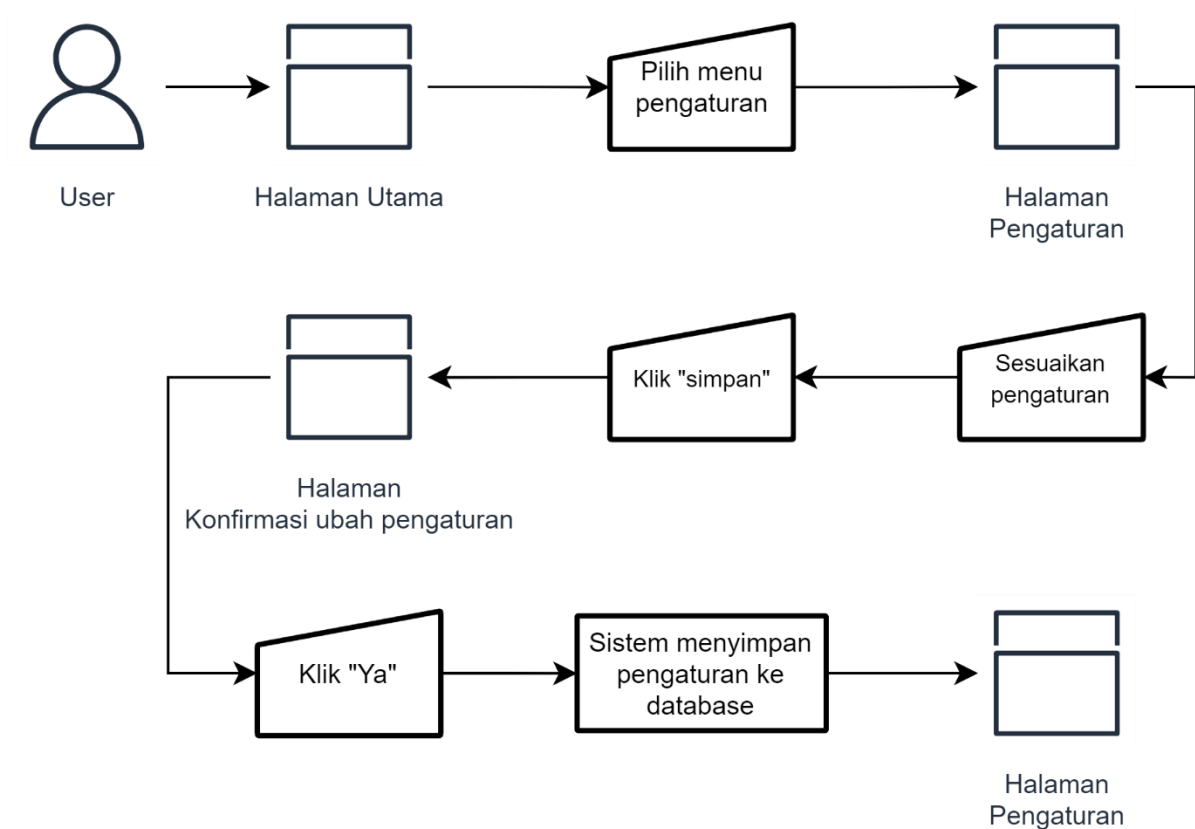 Pilih menu
pengaturan
User
Halaman Utama
Halaman
Pengaturan
Sesuaikan
pengaturan
Klik "simpan"
Halaman
Konfirmasi ubah pengaturan
Klik "Ya"
Sistem menyimpan
pengaturan ke
database
Halaman
Pengaturan